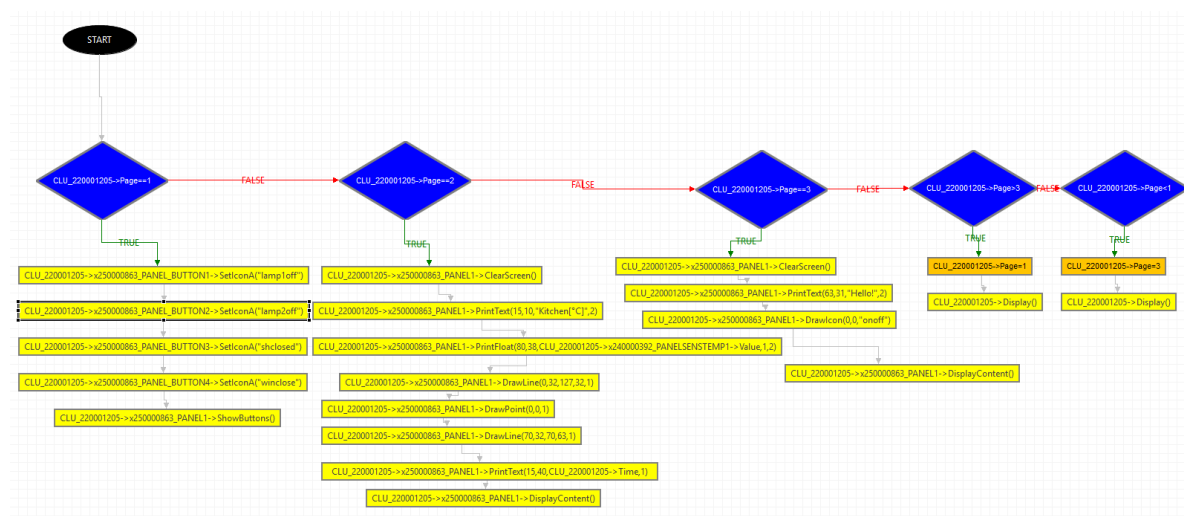 START
CLU_220001205->Page==1
FALSE
CLU_220001205->Page==2
FALSE
CLU_220001205->Page==3
FALSE
CLU_220001205->Page>3
FALSE
CLU_220001205->Page<1
TRUE
TRUE
TRUE
TRUE
TRUE
CLU_220001205->x250000863_PANEL_BUTTON1->SetIconA("lamp1off")
CLU_220001205->x250000863_PANEL_BUTTON2->SetIconA("lamp2off")
CLU_220001205->x250000863_PANEL_BUTTON3->SetIconA("shclosed")
CLU_220001205->x250000863_PANEL_BUTTON4->SetIconA("winclose")
CLU_220001205->x250000863_PANEL1->ShowButtons()
CLU_220001205->x250000863_PANEL1->ClearScreen()
CLU_220001205->x250000863_PANEL1->PrintText(15,10,"Kitchen[°C]",2)
CLU_220001205->x250000863_PANEL1->PrintFloat(80,38,CLU_220001205->x240000392_PANELSENSTEMP1->Value,1,2)
CLU_220001205->x250000863_PANEL1->DrawLine(0,32,127,32,1)
CLU_220001205->x250000863_PANEL1->DrawPoint(0,0,1)
CLU_220001205->x250000863_PANEL1->DrawLine(70,32,70,63,1)
CLU_220001205->x250000863_PANEL1->PrintText(15,40,CLU_220001205->Time,1)
CLU_220001205->x250000863_PANEL1->DisplayContent()
CLU_220001205->x250000863_PANEL1->ClearScreen()
CLU_220001205->x250000863_PANEL1->PrintText(63,31,"Hello!",2)
CLU_220001205->x250000863_PANEL1->DrawIcon(0,0,"onoff")
CLU_220001205->x250000863_PANEL1->DisplayContent()
CLU_220001205->Page=1
CLU_220001205->Display()
CLU_220001205->Page=3
CLU_220001205->Display()